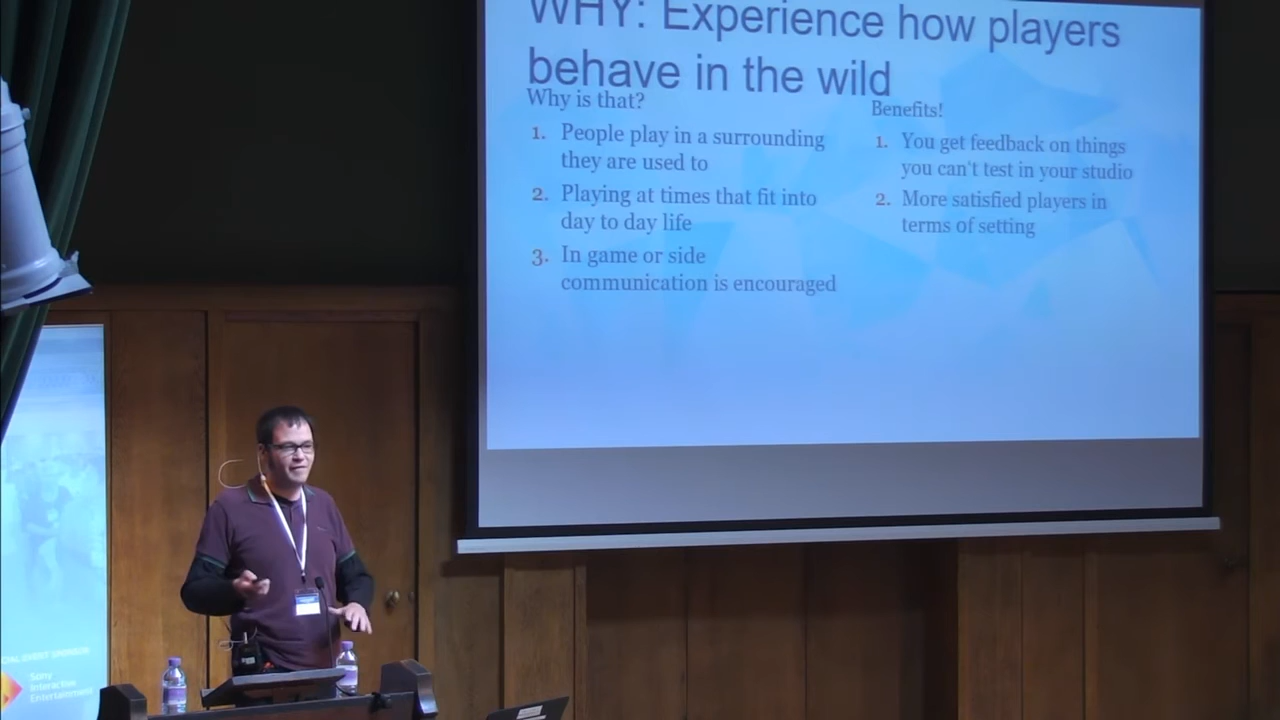 WHY: Experience how players
behave in the wild
Why is that?
1. People play in a surrounding
they are used to
2. Playing at times that fit into
day to day life
3. In game or side
communication is encouraged
Benefits!
1. You get feedback on things
you can't test in your studio
2. More satisfied players in
terms of setting
EVENT SPONSOR
Sony
Interactive
Entertainment